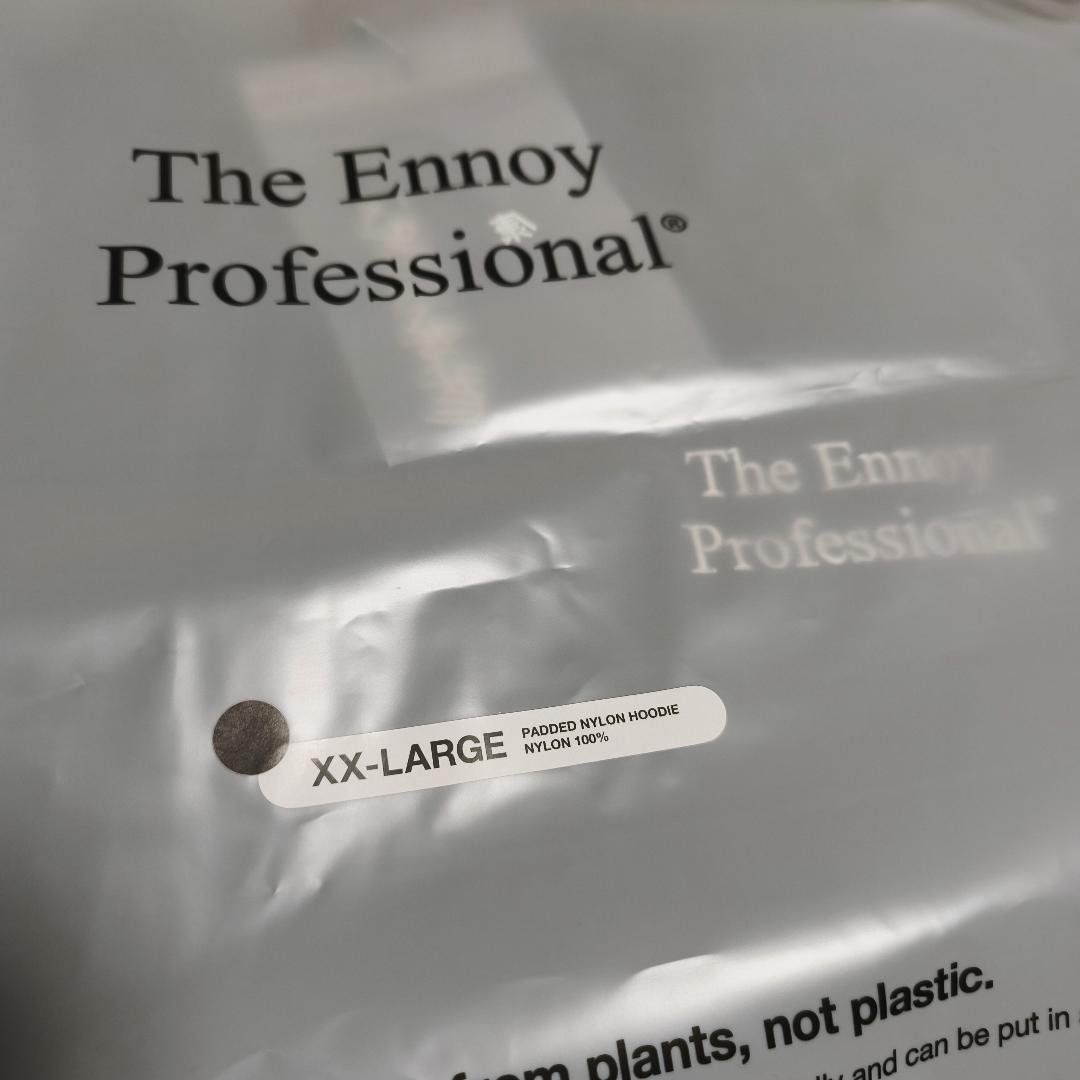 The Ennoy
Professional®
The Ennoy
Professional®
XX-LARGE
PADDED NYLON HOODIE
NYLON 100%
from plants, not plastic.
and can be put in